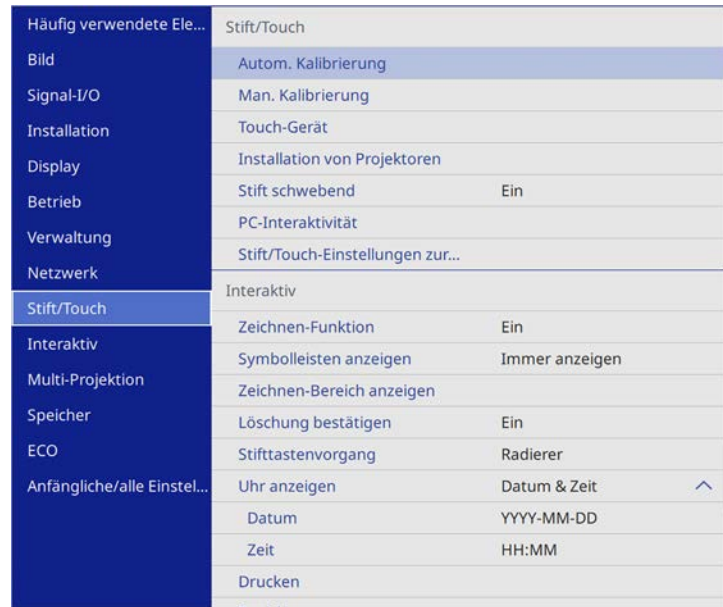 Häufig verwendete Ele...
Bild
Signal-I/O
Installation
Display
Betrieb
Verwaltung
Netzwerk
Stift/Touch
Interaktiv
Multi-Projektion
Speicher
ECO
Anfängliche/alle Einstel...
Stift/Touch
Autom. Kalibrierung
Man. Kalibrierung
Touch-Gerät
Installation von Projektoren
Stift schwebend Ein
PC-Interaktivität
Stift/Touch-Einstellungen zur...
Interaktiv
Zeichnen-Funktion Ein
Symbolleisten anzeigen Immer anzeigen
Zeichnen-Bereich anzeigen
Löschung bestätigen Ein
Stifttastenvorgang Radierer
Uhr anzeigen Datum & Zeit
Datum YYYY-MM-DD
Zeit HH:MM
Drucken